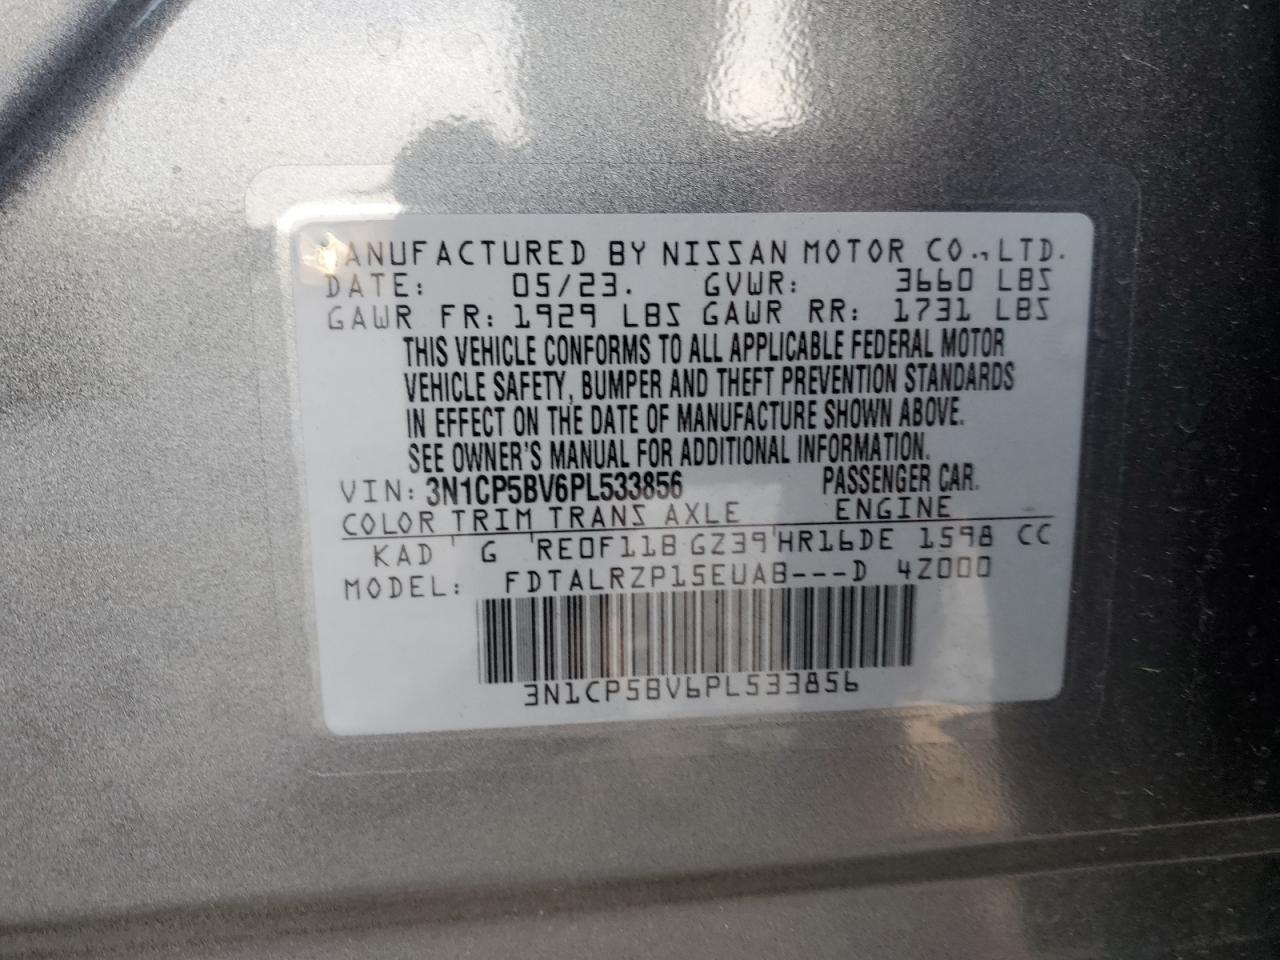 MANUFACTURED BY NISSAN MOTOR CO., LTD.
DATE: 05/23. GVWR: 3660 LBS
GAWR FR: 1929 LBS GAWR RR: 1731 LBS
THIS VEHICLE CONFORMS TO ALL APPLICABLE FEDERAL MOTOR
VEHICLE SAFETY, BUMPER AND THEFT PREVENTION STANDARDS
IN EFFECT ON THE DATE OF MANUFACTURE SHOWN ABOVE.
SEE OWNER'S MANUAL FOR ADDITIONAL INFORMATION.
VIN: 3N1CP5BV6PL533856 PASSENGER CAR.
COLOR TRIM TRANS AXLE ENGINE
KAD ' G 'RE0F11B GZ39'HR16DE 1598 CC
MODEL: FDTALRZP15EUAB---D 4Z000
3N1CP5BV6PL533856